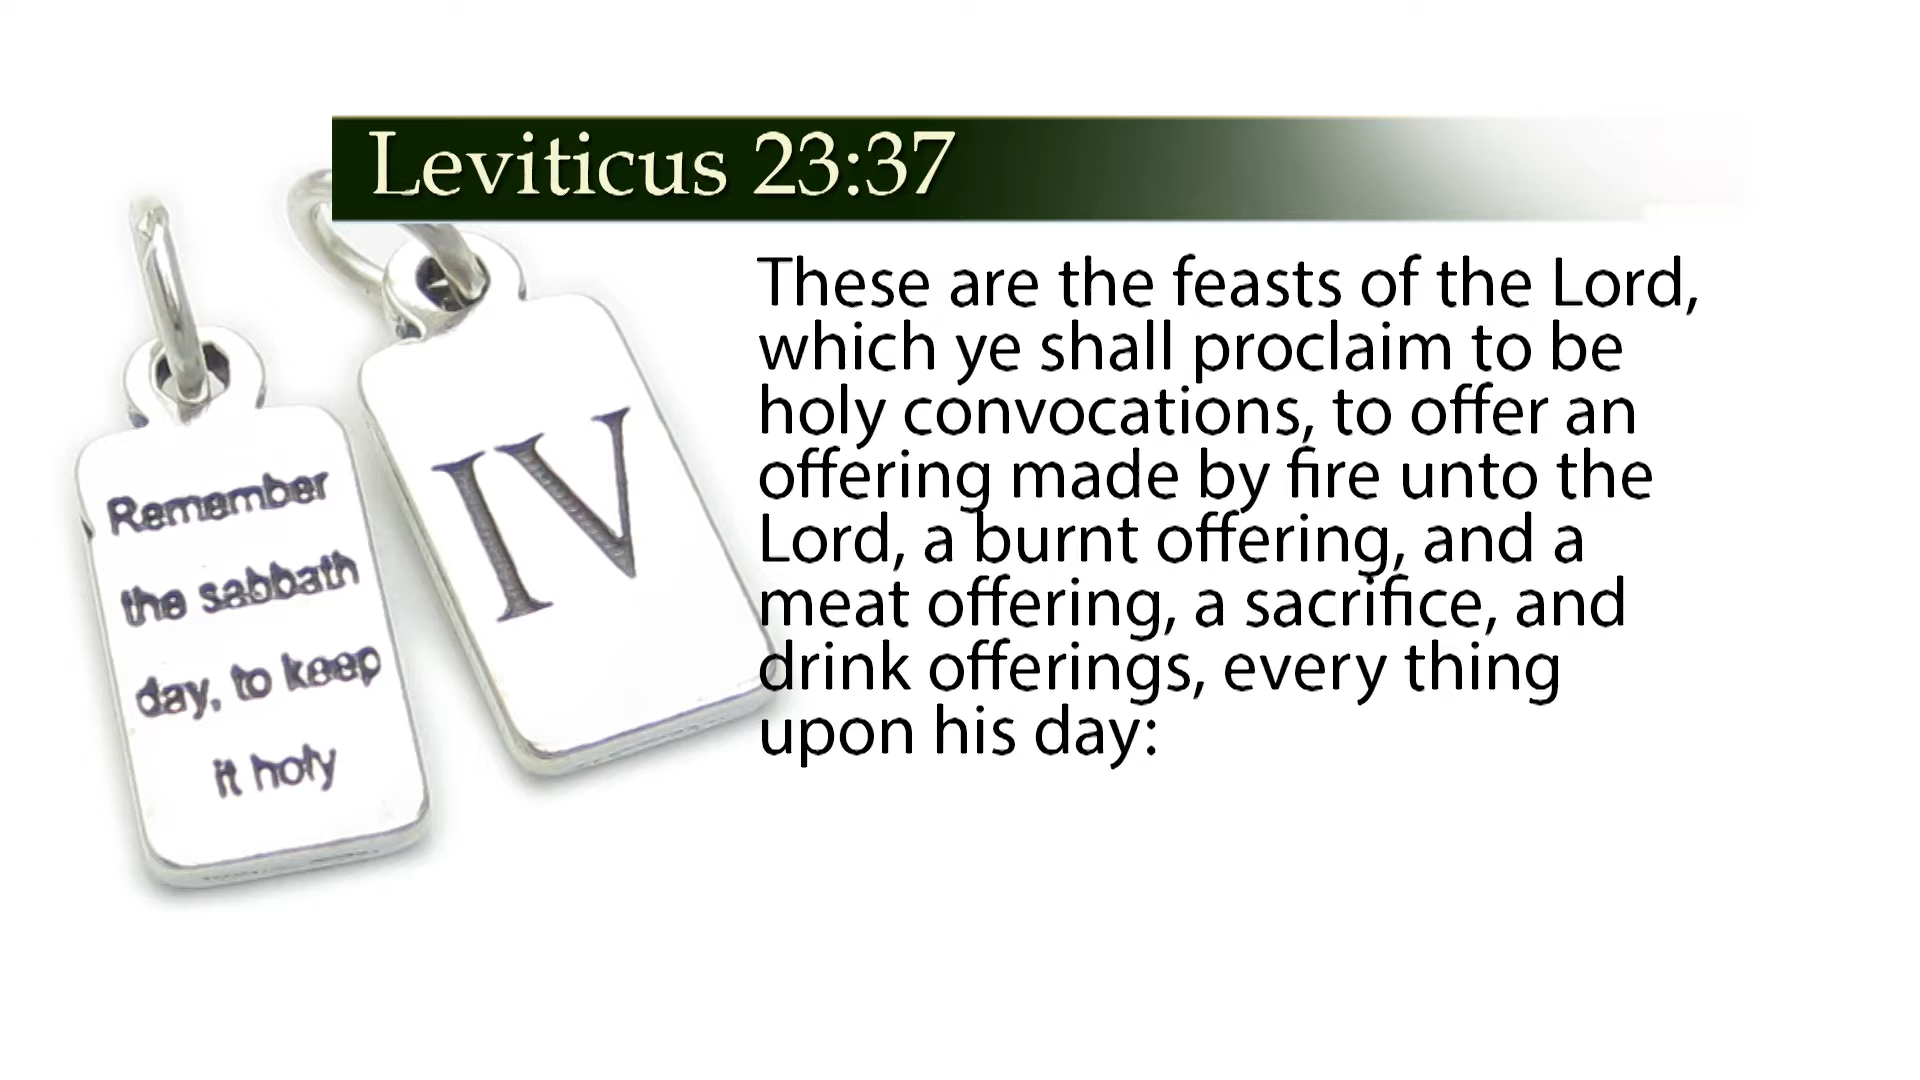 Leviticus 23:37
These are the feasts of the Lord,
which ye shall proclaim to be
holy convocations, to offer an
offering made by fire unto the
Lord, a burnt offering, and a
meat offering, a sacrifice, and
drink offerings, every thing
upon his day:
Remember
the sabbath
day, to keep
it holy
IV